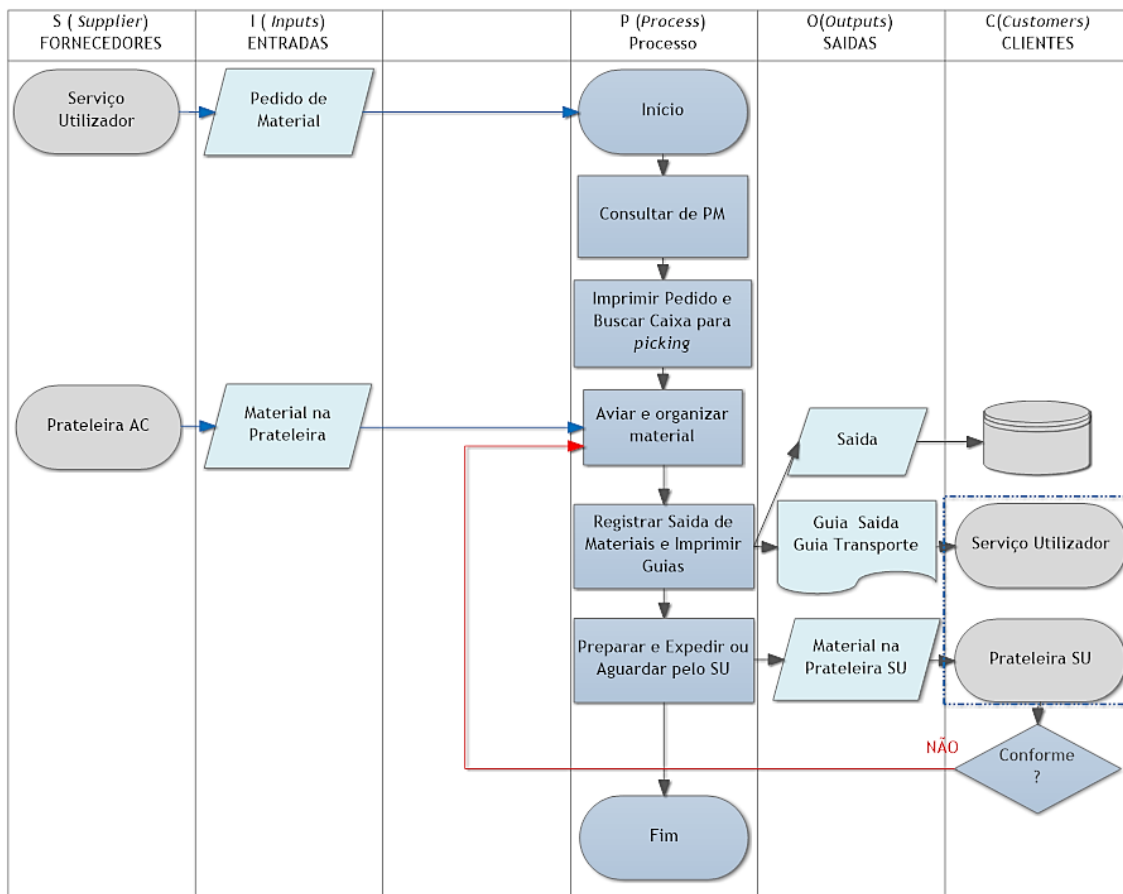 S ( Supplier)
FORNECEDORES
I ( Inputs)
ENTRADAS
P (Process)
Processo
O(Outputs)
SAIDAS
C(Customers)
CLIENTES
Serviço
Utilizador
Pedido de
Material
Início
Consultar de PM
Imprimir Pedido e
Buscar Caixa para
picking
Prateleira AC
Material na
Prateleira
Aviar e organizar
material
Saida
Registrar Saida de
Materiais e Imprimir
Guias
Guia Saida
Guia Transporte
Serviço Utilizador
Preparar e Expedir ou
Aguardar pelo SU
Material na
Prateleira SU
Prateleira SU
NÃO
Conforme
?
Fim